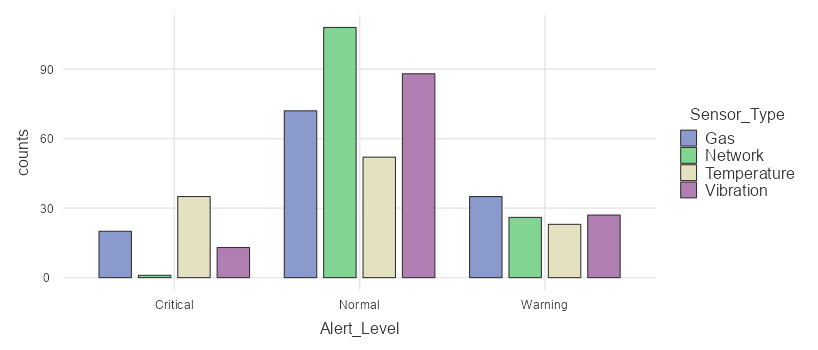 counts
90
60
30
0
Critical
Normal
Warning
Alert_Level
Sensor_Type
Gas
Network
Temperature
Vibration